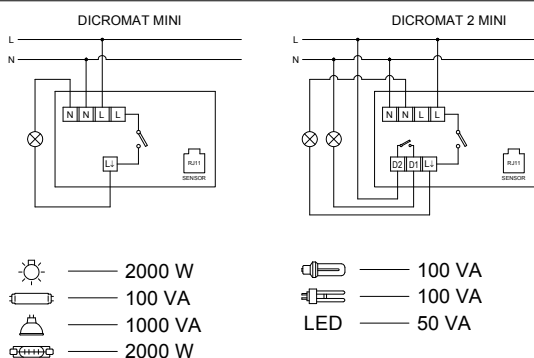 DICROMAT MINI
L
N
N N L L
L↓
RJ11
SENSOR
DICROMAT 2 MINI
L
N
N N L L
D2 D1 L↓
RJ11
SENSOR
2000 W
100 VA
1000 VA
2000 W
100 VA
100 VA
LED 50 VA